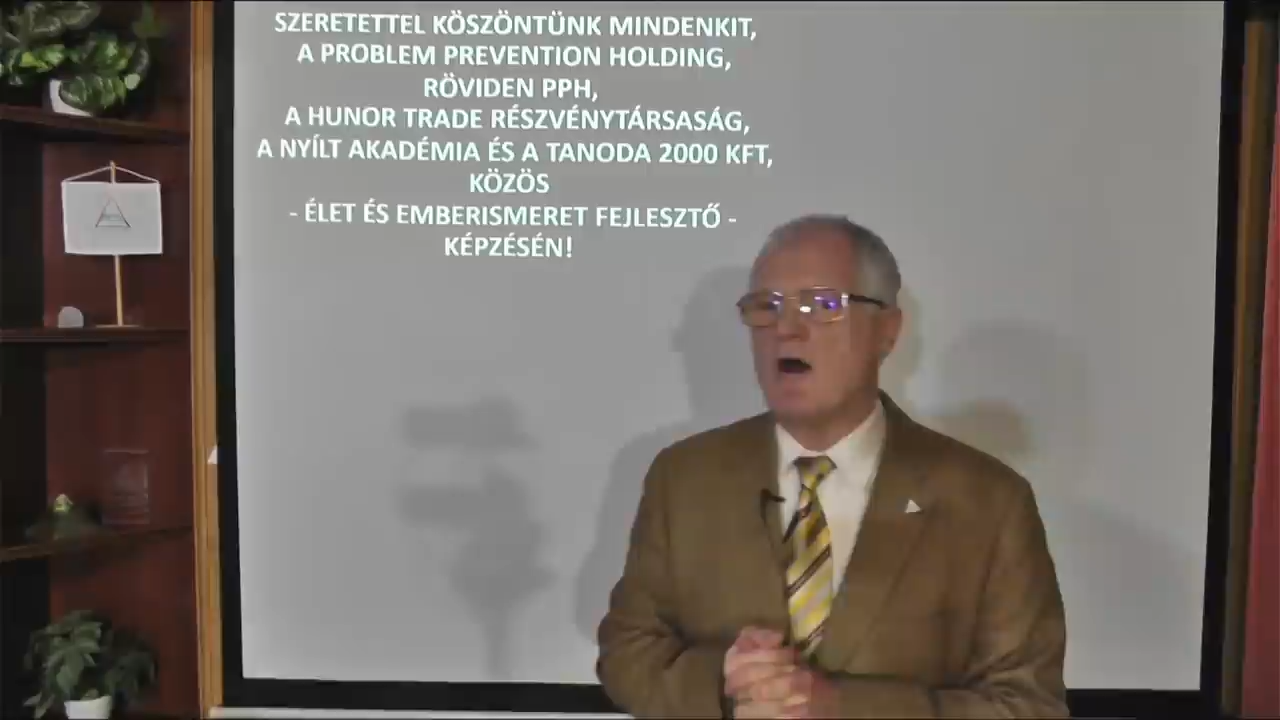 SZERETETTEL KÖSZÖNTÜNK MINDENKIT,
A PROBLEM PREVENTION HOLDING,
RÖVIDEN PPH,
A HUNOR TRADE RÉSZVÉNYTÁRSASÁG,
A NYÍLT AKADÉMIA ÉS A TANODA 2000 KFT,
KÖZÖS
- ÉLET ÉS EMBERISMERET FEJLESZTŐ -
KÉPZÉSÉN!